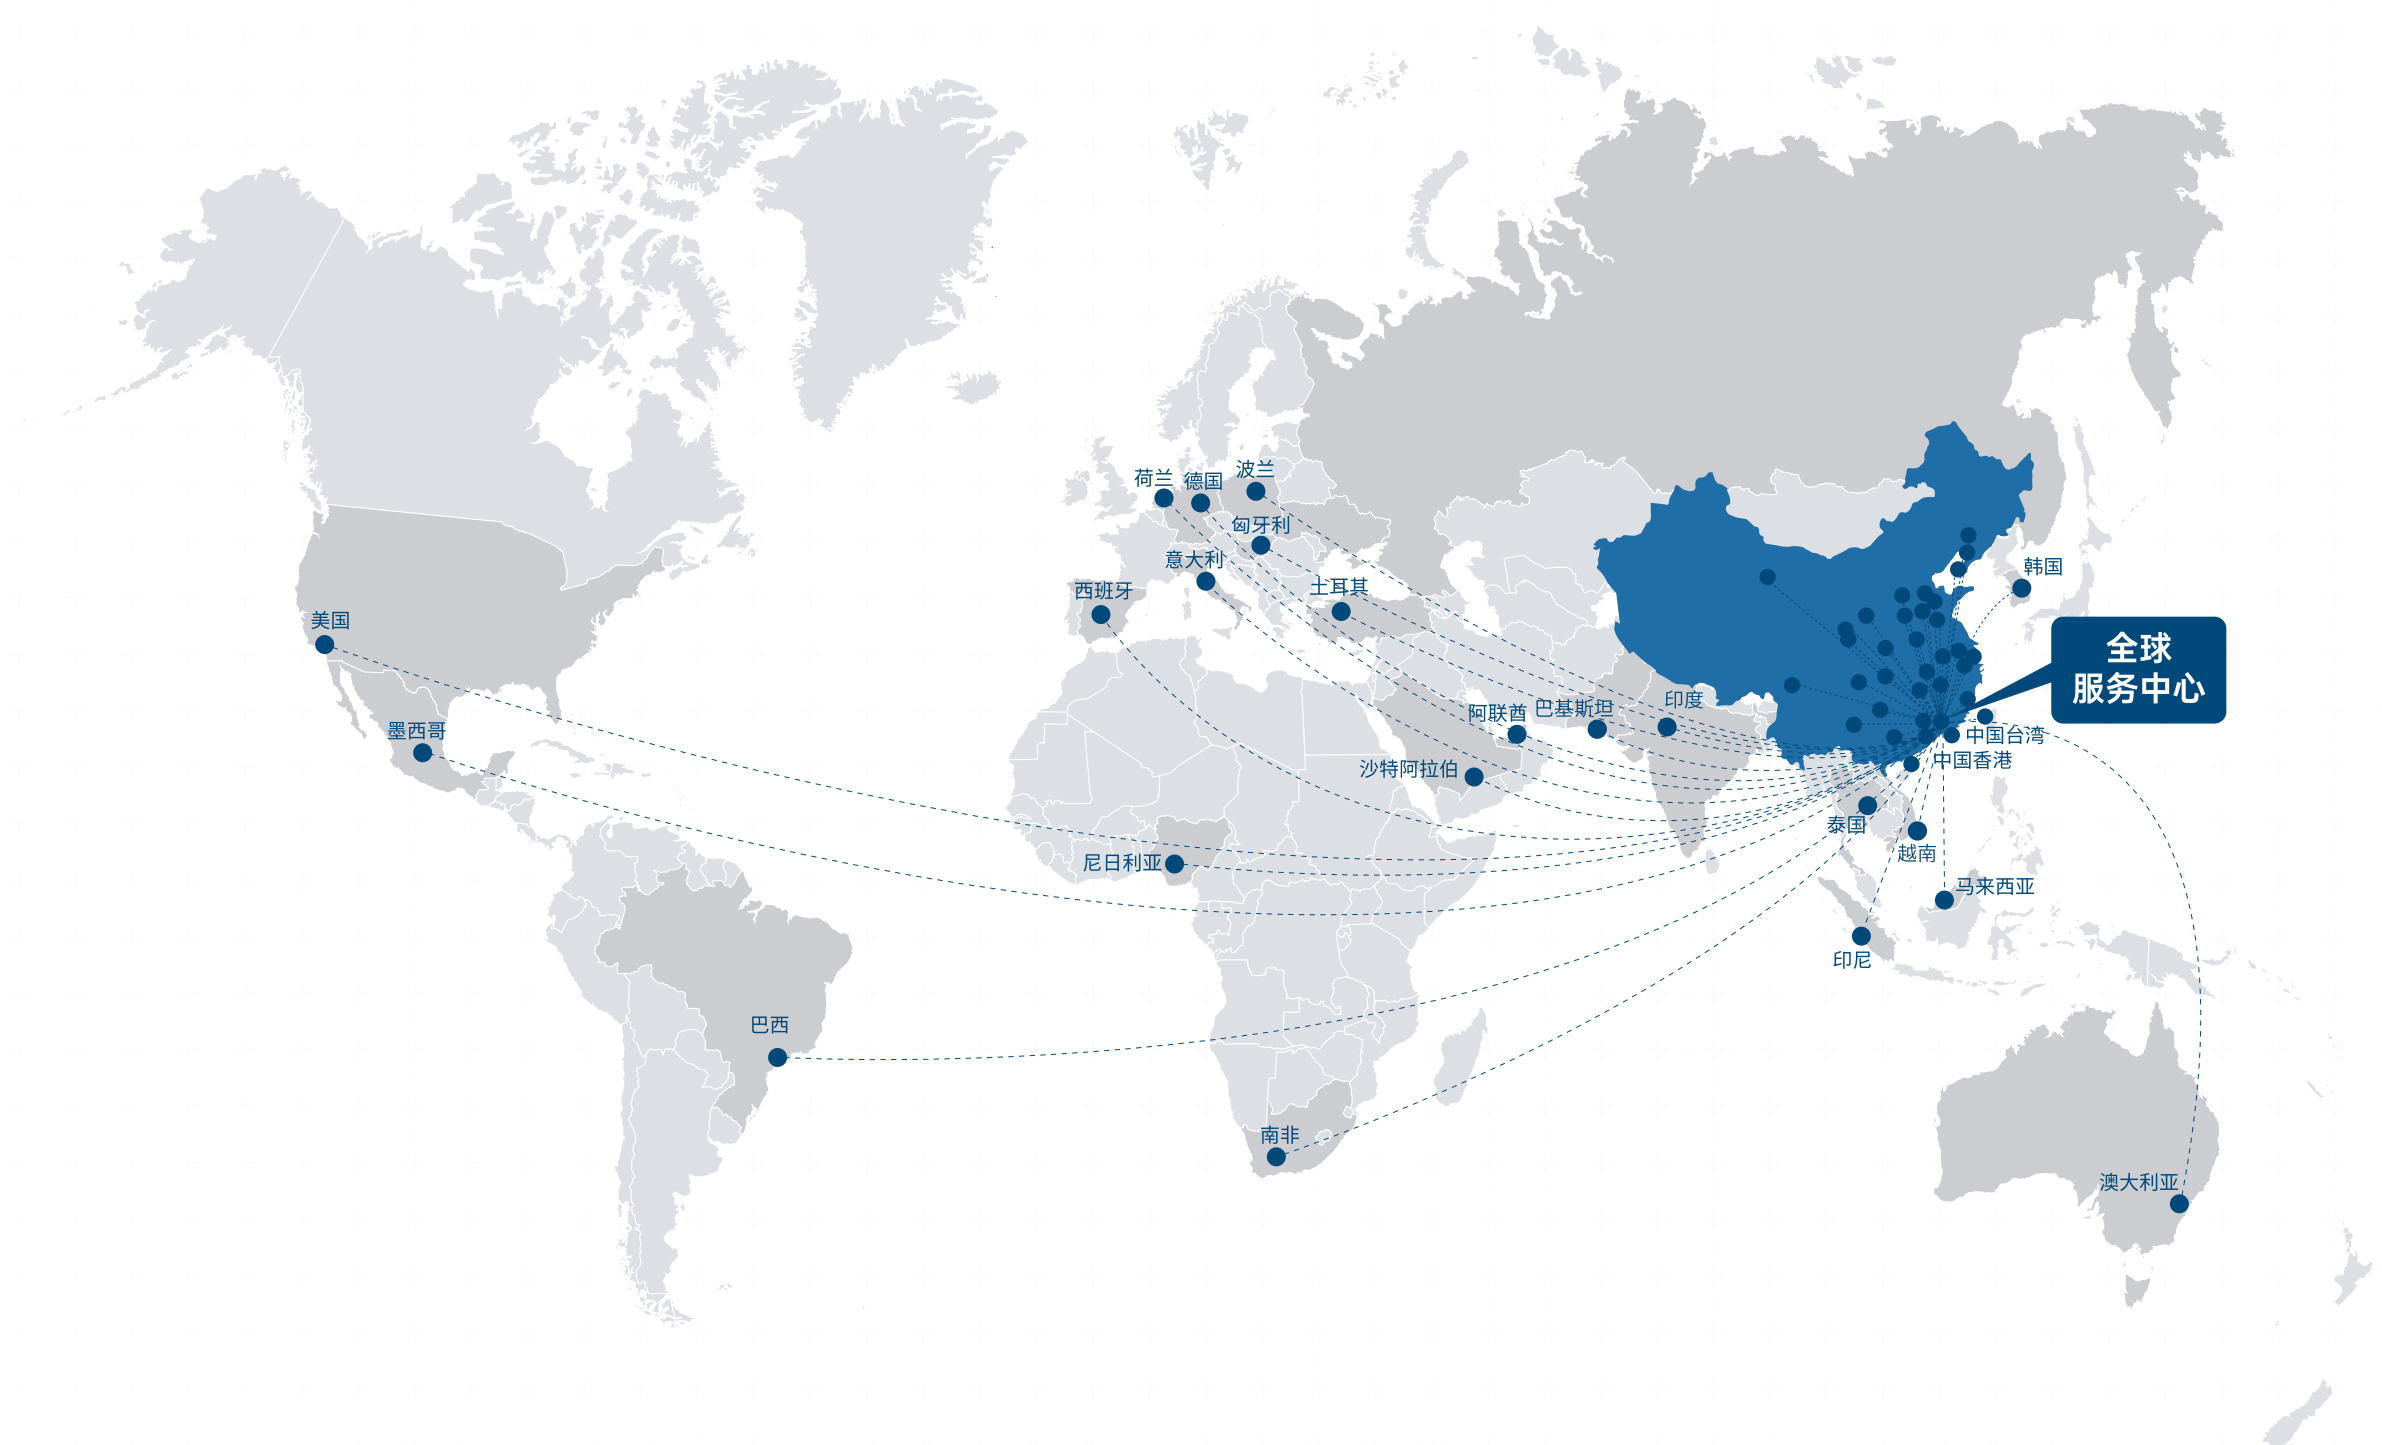 荷兰
德国
波兰
匈牙利
意大利
西班牙
土耳其
韩国
美国
全球
服务中心
墨西哥
阿联酋
巴基斯坦
印度
中国台湾
中国香港
沙特阿拉伯
泰国
越南
尼日利亚
马来西亚
印尼
巴西
南非
澳大利亚